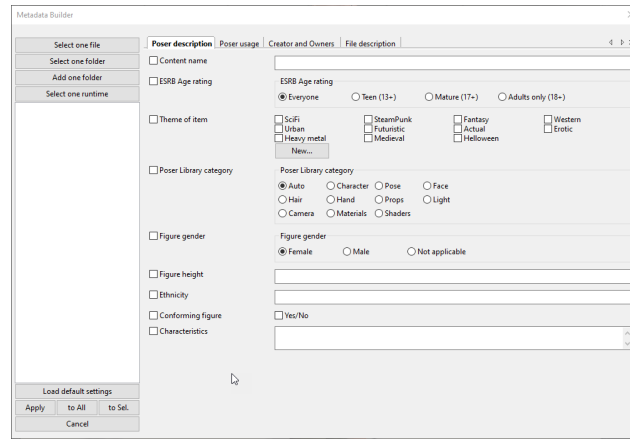 Metadata Builder
Select one file
Select one folder
Add one folder
Select one runtime
Poser description Poser usage Creator and Owners File description
Content name
ESRB Age rating
ESRB Age rating
Everyone Teen (13+) Mature (17+) Adults only (18+)
Theme of item
SciFi SteamPunk Fantasy Western
Urban Futuristic Actual Erotic
Heavy metal Medieval Helloween
New...
Poser Library category
Poser Library category
Auto Character Pose Face
Hair Hand Props Light
Camera Materials Shaders
Figure gender
Figure gender
Female Male Not applicable
Figure height
Ethnicity
Conforming figure Yes/No
Characteristics
Load default settings
Apply to All to Sel.
Cancel